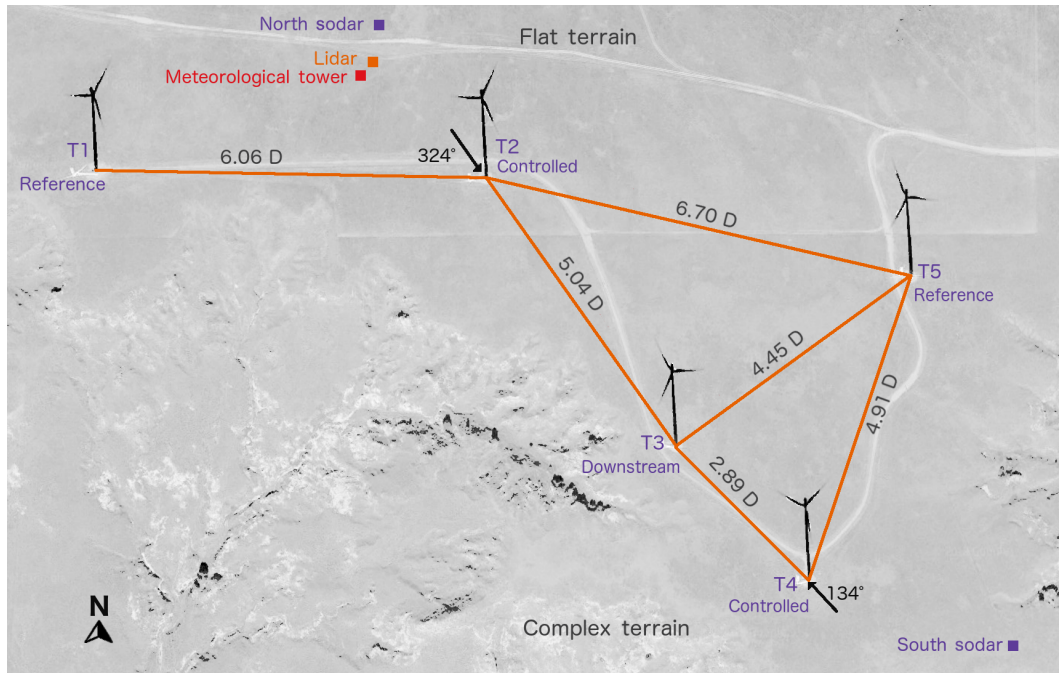 North sodar
Flat terrain
Lidar
Meteorological tower
T1
6.06 D
324°
T2
Controlled
Reference
6.70 D
T5
Reference
5.04 D
4.45 D
4.91 D
T3
Downstream
2.89 D
T4
134°
Controlled
N
Complex terrain
South sodar